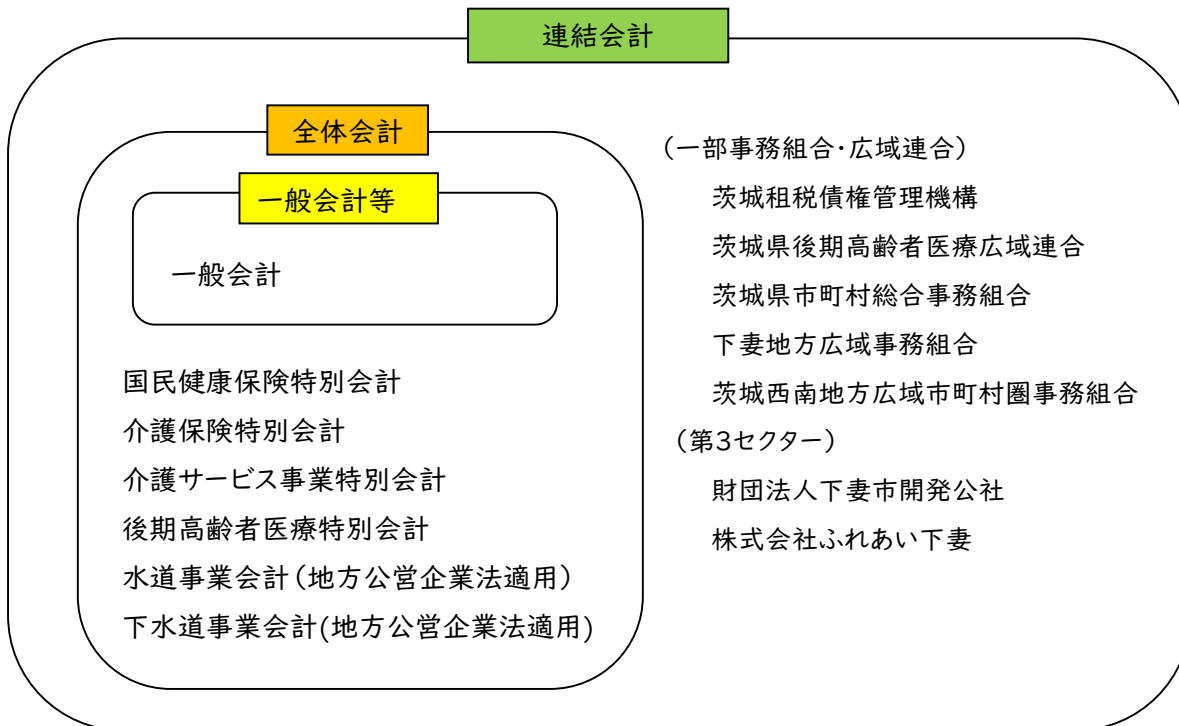 連結会計
全体会計
一般会計等
一般会計
国民健康保険特別会計
介護保険特別会計
介護サービス事業特別会計
後期高齢者医療特別会計
水道事業会計(地方公営企業法適用)
下水道事業会計(地方公営企業法適用)
(一部事務組合・広域連合)
茨城租税債権管理機構
茨城県後期高齢者医療広域連合
茨城県市町村総合事務組合
下妻地方広域事務組合
茨城西南地方広域市町村圏事務組合
(第3セクター)
財団法人下妻市開発公社
株式会社ふれあい下妻